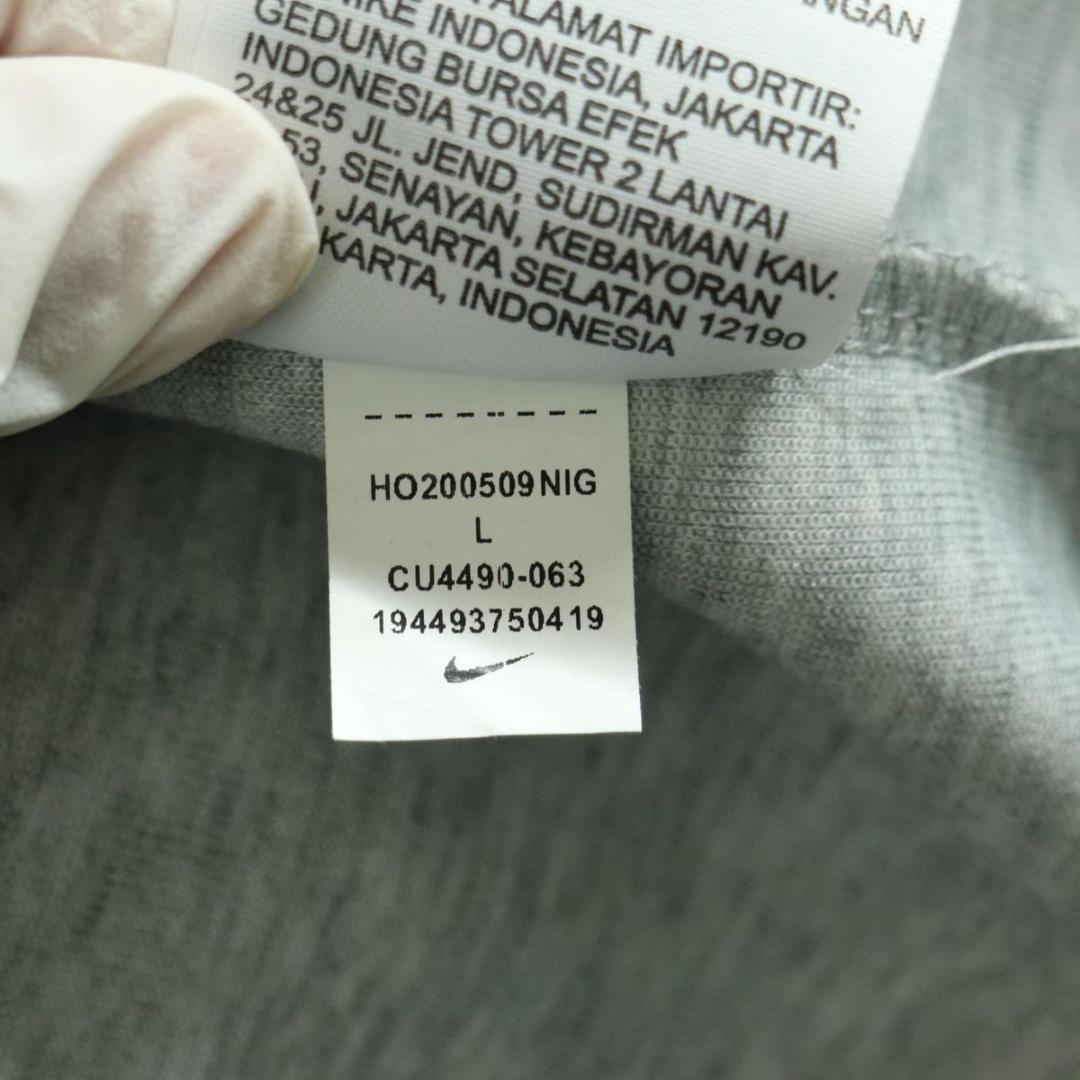 NGAN
ALAMAT IMPORTIR:
NIKE INDONESIA, JAKARTA
GEDUNG BURSA EFEK
INDONESIA TOWER 2 LANTAI
24&25 JL. JEND, SUDIRMAN KAV.
53, SENAYAN, KEBAYORAN
, JAKARTA SELATAN 12190
KARTA, INDONESIA
HO200509NIG
L
CU4490-063
194493750419